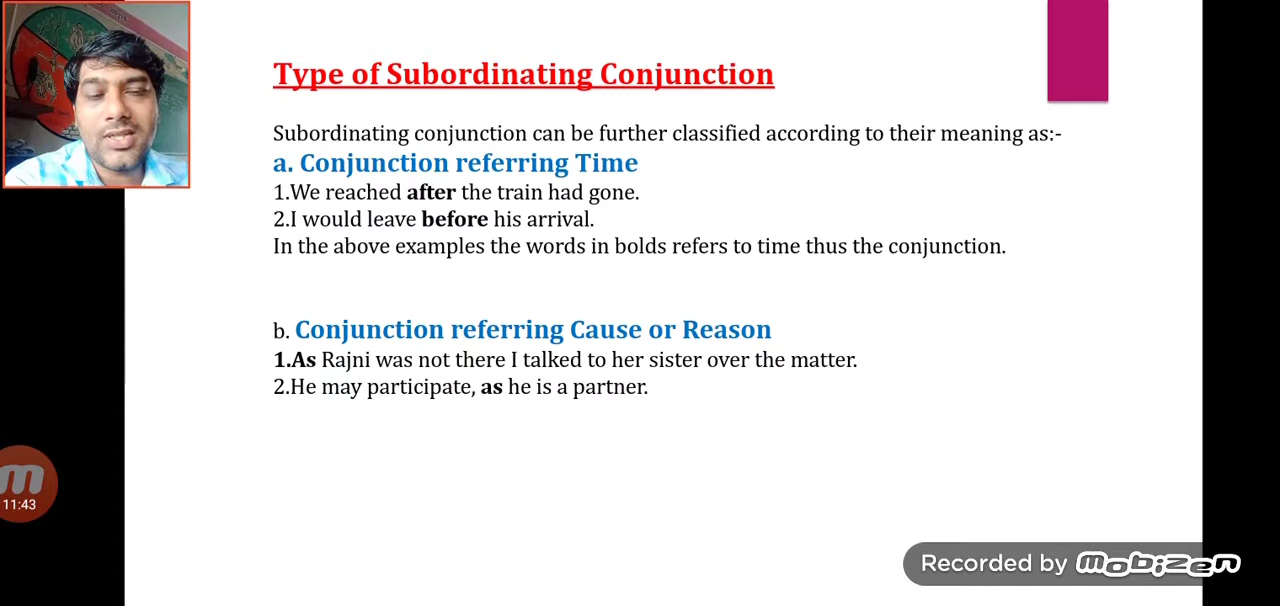 Type of Subordinating Conjunction
Subordinating conjunction can be further classified according to their meaning as:-
a. Conjunction referring Time
1.We reached after the train had gone.
2.I would leave before his arrival.
In the above examples the words in bolds refers to time thus the conjunction.
b. Conjunction referring Cause or Reason
1.As Rajni was not there I talked to her sister over the matter.
2.He may participate, as he is a partner.
m
11:43
Recorded by mobizen